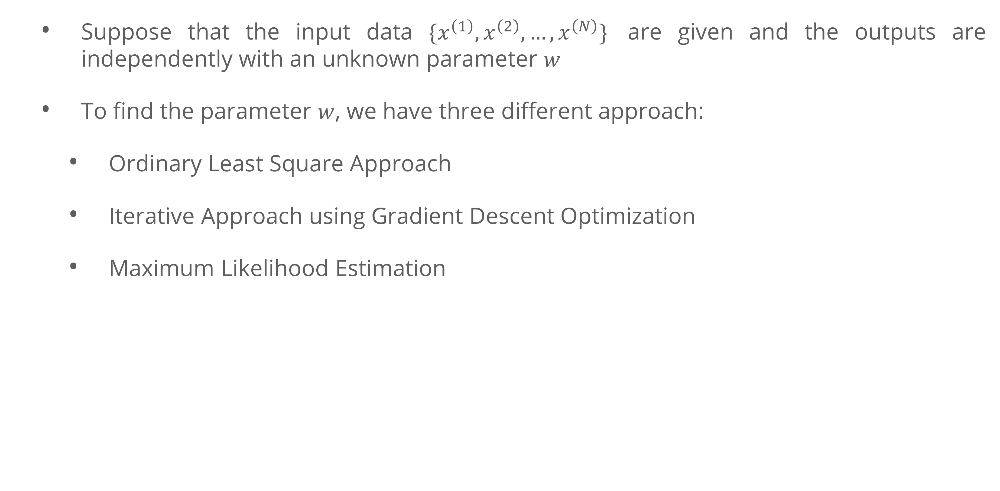 • Suppose that the input data {x⁽¹⁾, x⁽²⁾, … , x⁽ᴺ⁾} are given and the outputs are
independently with an unknown parameter w
• To find the parameter w, we have three different approach:
• Ordinary Least Square Approach
• Iterative Approach using Gradient Descent Optimization
• Maximum Likelihood Estimation